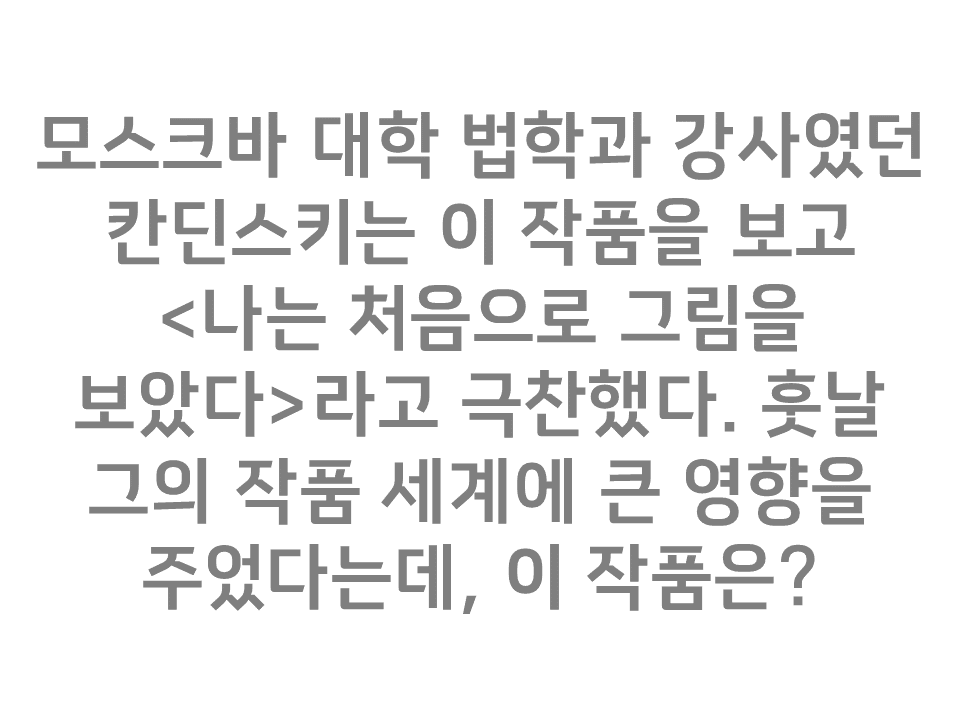 모스크바 대학 법학과 강사였던
칸딘스키는 이 작품을 보고
<나는 처음으로 그림을
보았다>라고 극찬했다. 훗날
그의 작품 세계에 큰 영향을
주었다는데, 이 작품은?